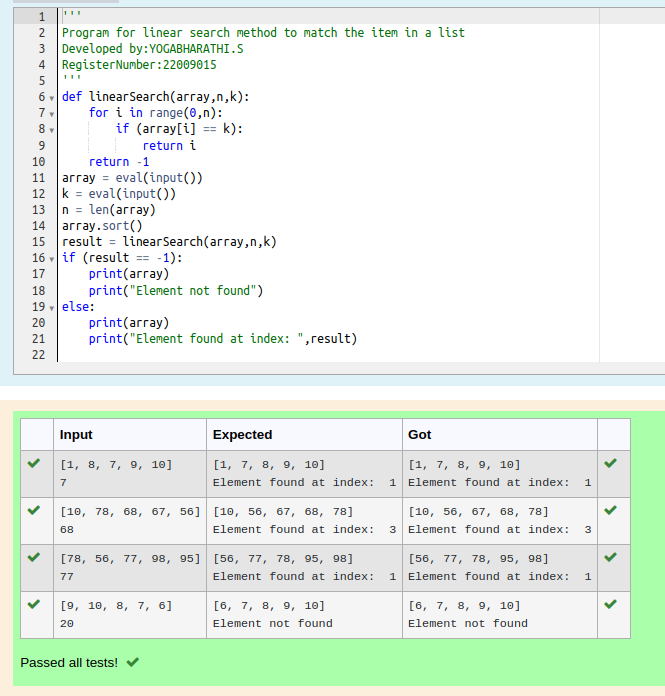 1 '''
2 Program for linear search method to match the item in a list
3 Developed by:YOGABHARATHI.S
4 RegisterNumber:22009015
5 '''
6 def linearSearch(array,n,k):
7     for i in range(0,n):
8         if (array[i] == k):
9             return i
10     return -1
11 array = eval(input())
12 k = eval(input())
13 n = len(array)
14 array.sort()
15 result = linearSearch(array,n,k)
16 if (result == -1):
17     print(array)
18     print("Element not found")
19 else:
20     print(array)
21     print("Element found at index: ",result)
22
Input Expected Got
[1, 8, 7, 9, 10] [1, 7, 8, 9, 10] [1, 7, 8, 9, 10]
7 Element found at index:  1 Element found at index:  1
[10, 78, 68, 67, 56] [10, 56, 67, 68, 78] [10, 56, 67, 68, 78]
68 Element found at index:  3 Element found at index:  3
[78, 56, 77, 98, 95] [56, 77, 78, 95, 98] [56, 77, 78, 95, 98]
77 Element found at index:  1 Element found at index:  1
[9, 10, 8, 7, 6] [6, 7, 8, 9, 10] [6, 7, 8, 9, 10]
20 Element not found Element not found
Passed all tests!